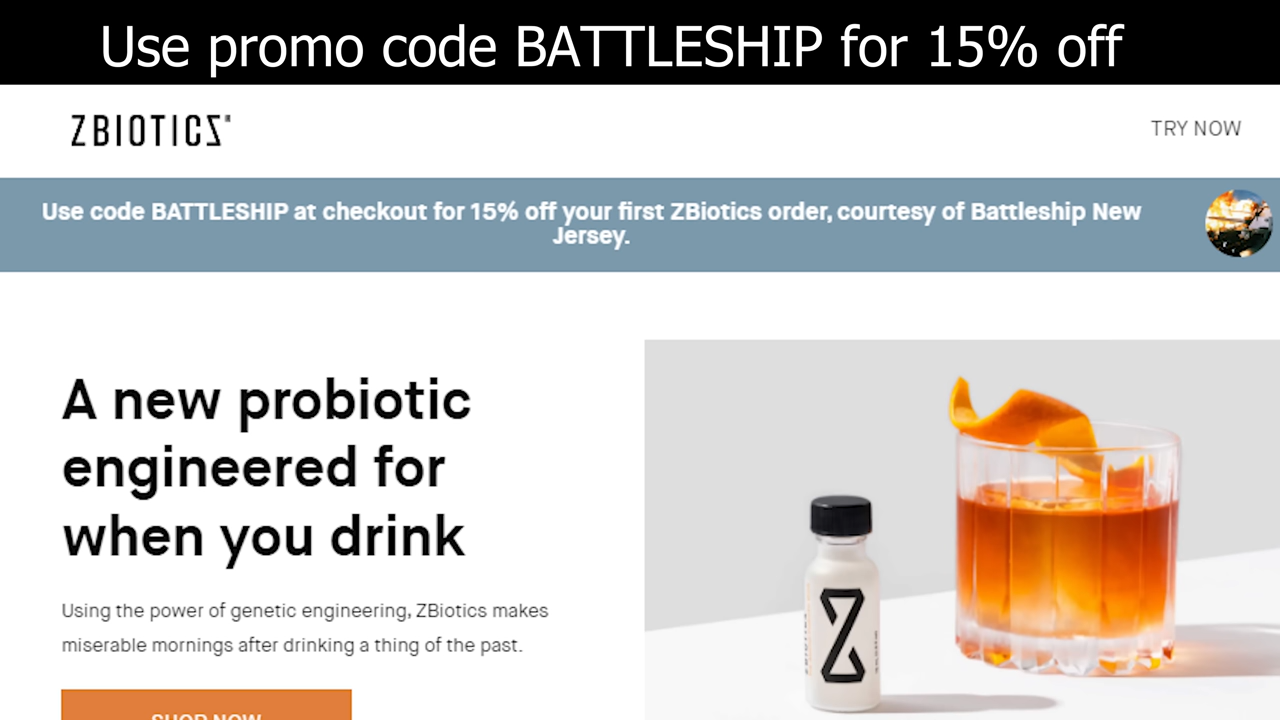 Use promo code BATTLESHIP for 15% off
ZBIOTICS
TRY NOW
Use code BATTLESHIP at checkout for 15% off your first ZBiotics order, courtesy of Battleship New
Jersey.
A new probiotic
engineered for
when you drink
Using the power of genetic engineering, ZBiotics makes
miserable mornings after drinking a thing of the past.
SHOP NOW
Z